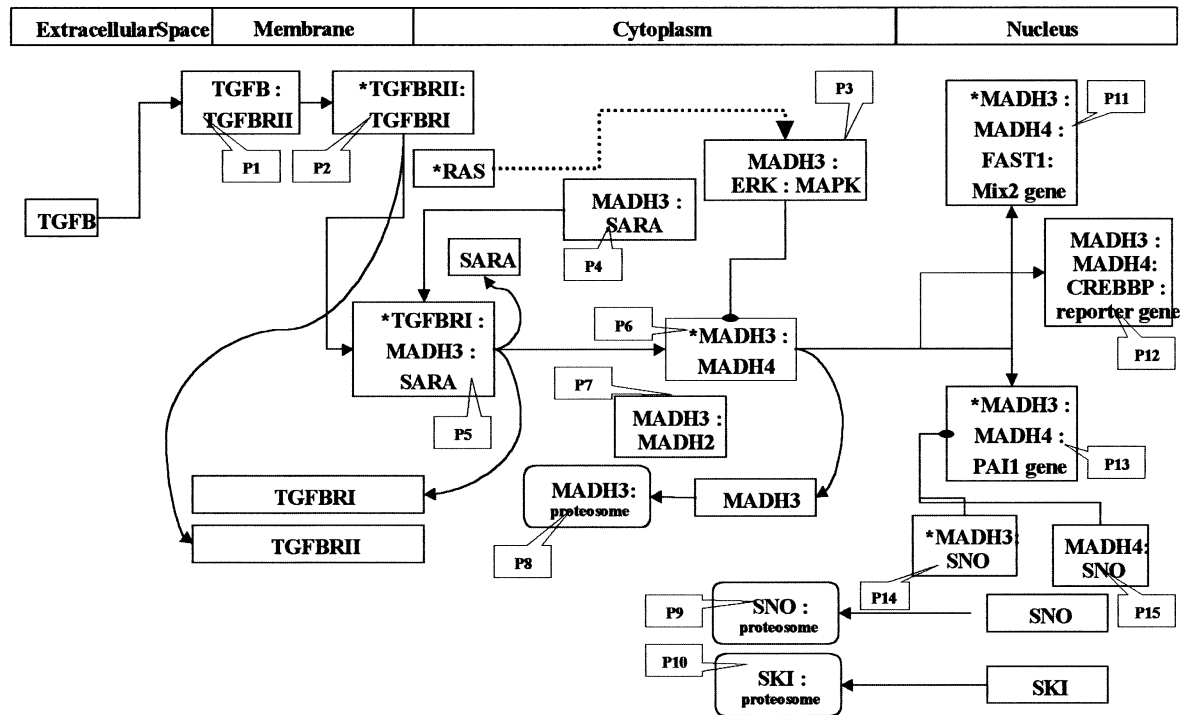 ExtracellularSpace
Membrane
Cytoplasm
Nucleus
TGFB
TGFB :
TGFBRII
P1
*TGFBRII:
TGFBRI
P2
*RAS
P3
MADH3 :
ERK : MAPK
MADH3 :
SARA
P4
SARA
*TGFBRI :
MADH3 :
SARA
P5
P6
*MADH3 :
MADH4
P7
MADH3 :
MADH2
TGFBRI
TGFBRII
MADH3:
proteosome
P8
MADH3
*MADH3 :
MADH4 :
FAST1:
Mix2 gene
P11
MADH3 :
MADH4:
CREBBP :
reporter gene
P12
*MADH3 :
MADH4 :
PAI1 gene
P13
*MADH3:
SNO
P14
MADH4:
SNO
P15
P9
SNO :
proteosome
SNO
P10
SKI :
proteosome
SKI